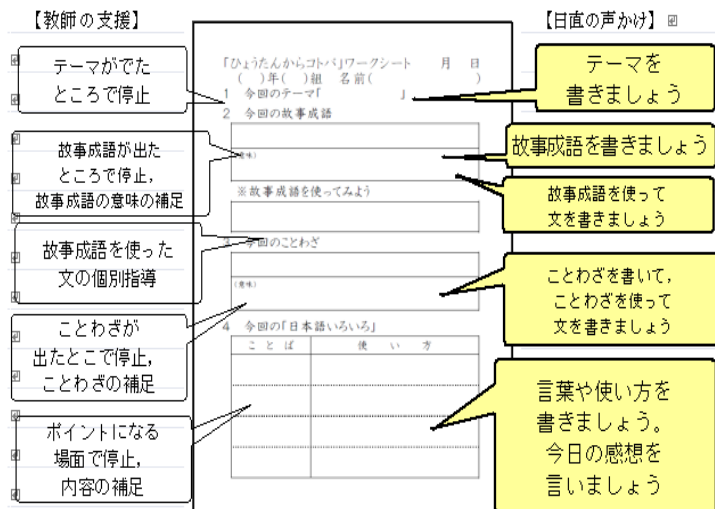 【教師の支援】
テーマがでた
ところで停止
故事成語が出た
ところで停止,
故事成語の意味の補足
故事成語を使った
文の個別指導
ことわざが
出たとこで停止,
ことわざの補足
ポイントになる
場面で停止,
内容の補足
「ひょうたんからコトバ」ワークシート 月 日
( )年( )組 名前( )
1 今回のテーマ「 」
2 今回の故事成語
(意味)
※故事成語を使ってみよう
3 今回のことわざ
(意味)
4 今回の「日本語いろいろ」
ことば 使い方
【日直の声かけ】
テーマを
書きましょう
故事成語を書きましょう
故事成語を使って
文を書きましょう
ことわざを書いて,
ことわざを使って
文を書きましょう
言葉や使い方を
書きましょう。
今日の感想を
言いましょう